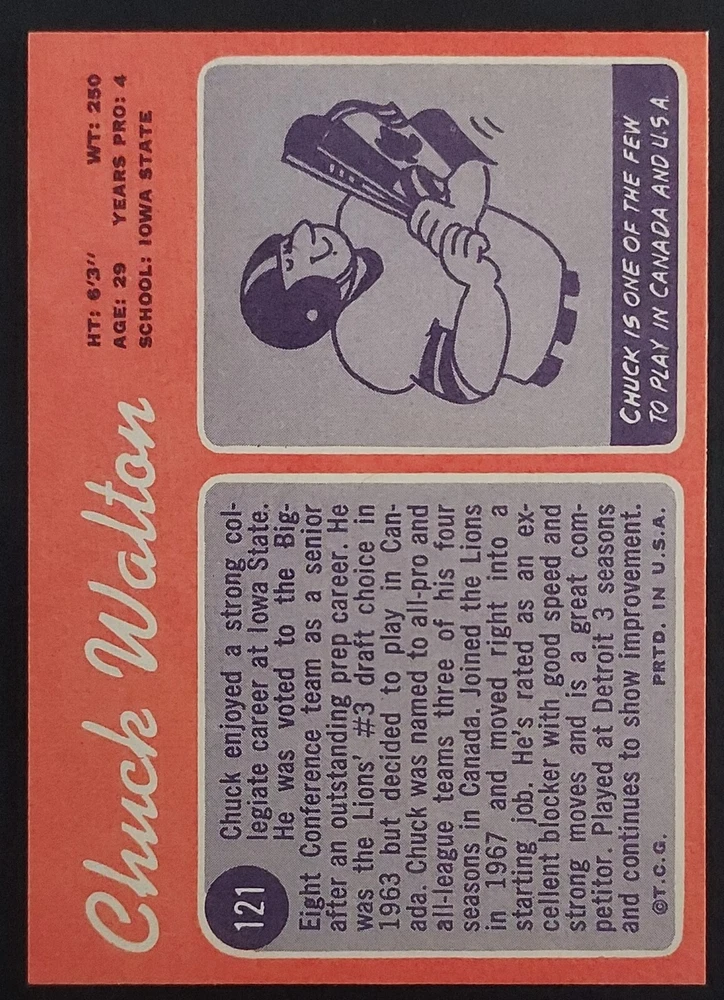 Chuck Walton
HT: 6'3" WT: 250
AGE: 29 YEARS PRO: 4
SCHOOL: IOWA STATE
121
Chuck enjoyed a strong col-
legiate career at Iowa State.
He was voted to the Big-
Eight Conference team as a senior
after an outstanding prep career. He
was the Lions' #3 draft choice in
1963 but decided to play in Can-
ada. Chuck was named to all-pro and
all-league teams three of his four
seasons in Canada. Joined the Lions
in 1967 and moved right into a
starting job. He's rated as an ex-
cellent blocker with good speed and
strong moves and is a great com-
petitor. Played at Detroit 3 seasons
and continues to show improvement.
©T.C.G. PRTD. IN U.S.A.
CHUCK IS ONE OF THE FEW
TO PLAY IN CANADA AND U.S.A.